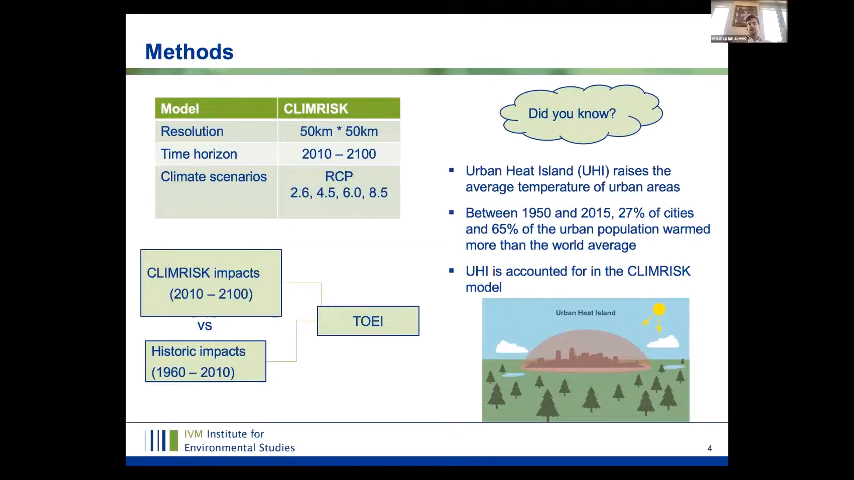 Methods
Model CLIMRISK
Resolution 50km * 50km
Time horizon 2010 – 2100
Climate scenarios RCP
2.6, 4.5, 6.0, 8.5
CLIMRISK impacts
(2010 – 2100)
vs
Historic impacts
(1960 – 2010)
TOEI
Did you know?
Urban Heat Island (UHI) raises the
average temperature of urban areas
Between 1950 and 2015, 27% of cities
and 65% of the urban population warmed
more than the world average
UHI is accounted for in the CLIMRISK
model
Urban Heat Island
IVM Institute for
Environmental Studies
4